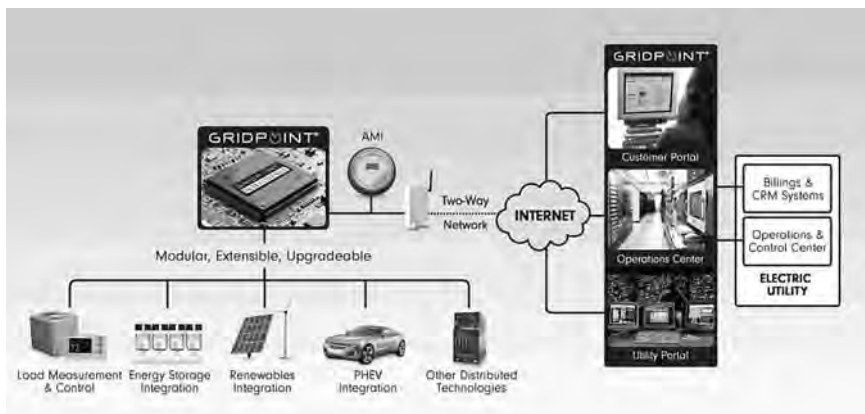 GRIDPOINT
AMI
Modular, Extensible, Upgradeable
Two-Way
Network
INTERNET
GRIDPOINT
Customer Portal
Operations Center
Utility Portal
Billings &
CRM Systems
Operations &
Control Center
ELECTRIC
UTILITY
Load Measurement
& Control
Energy Storage
Integration
Renewables
Integration
PHEV
Integration
Other Distributed
Technologies